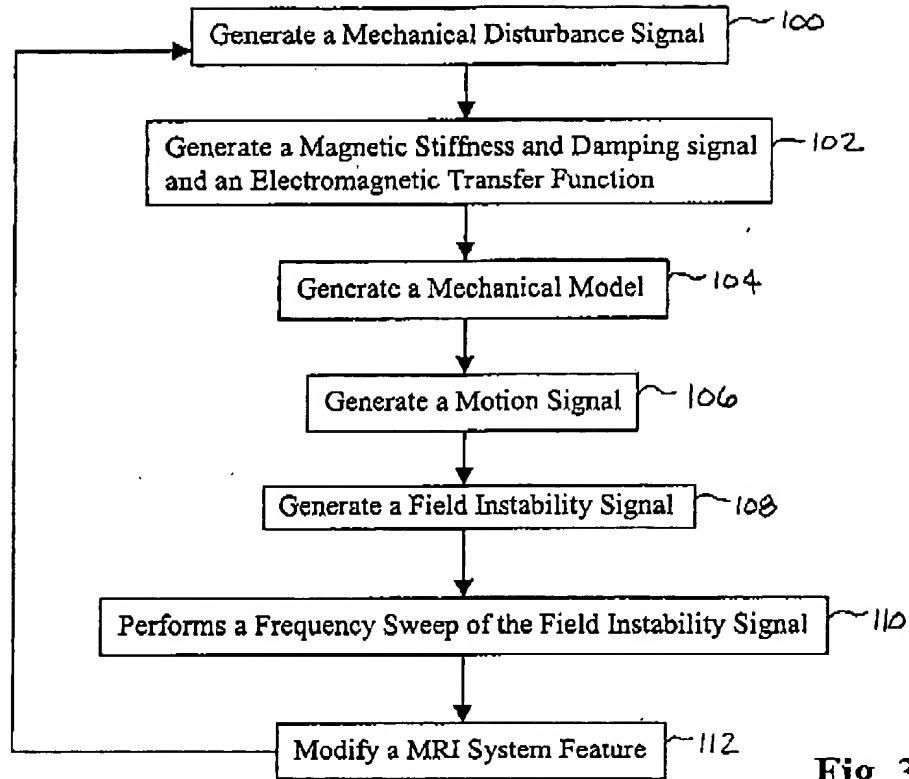 Generate a Mechanical Disturbance Signal 100
Generate a Magnetic Stiffness and Damping signal 102
and an Electromagnetic Transfer Function
Generate a Mechanical Model 104
Generate a Motion Signal 106
Generate a Field Instability Signal 108
Performs a Frequency Sweep of the Field Instability Signal 110
Modify a MRI System Feature 112
Fig. 3